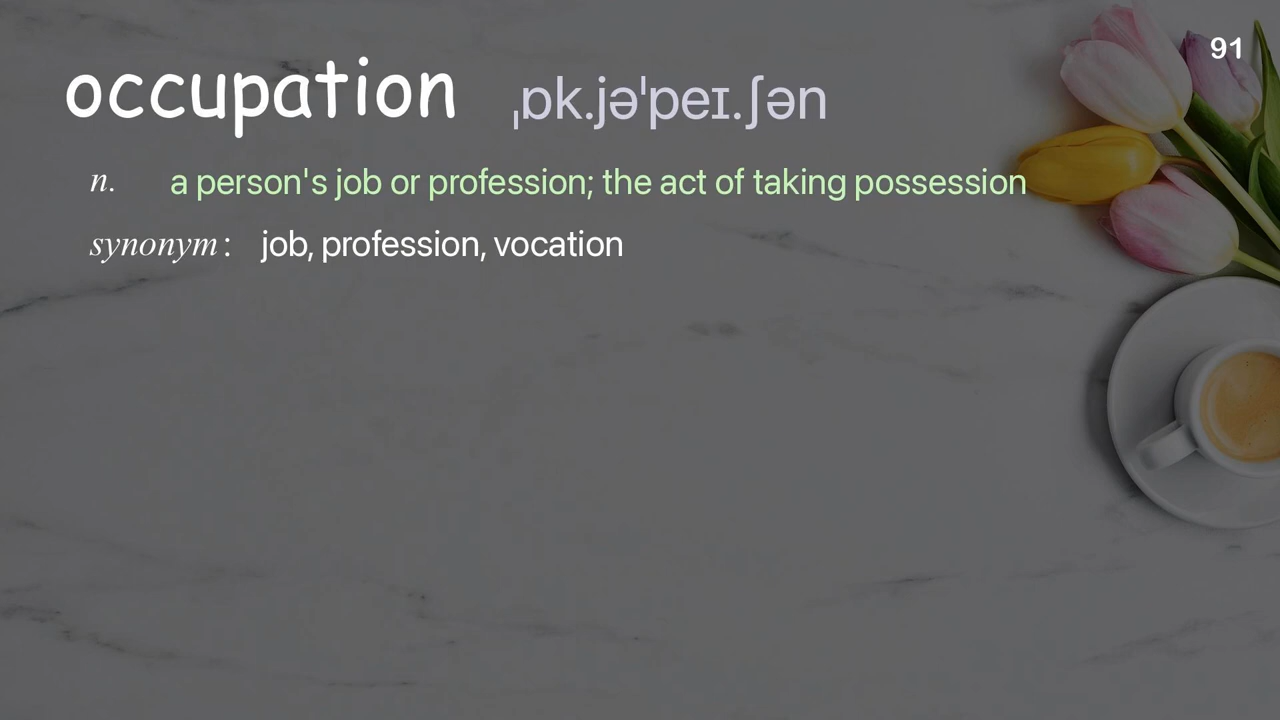 91
occupation ˌɒk.jəˈpeɪ.ʃən
n. a person's job or profession; the act of taking possession
synonym: job, profession, vocation